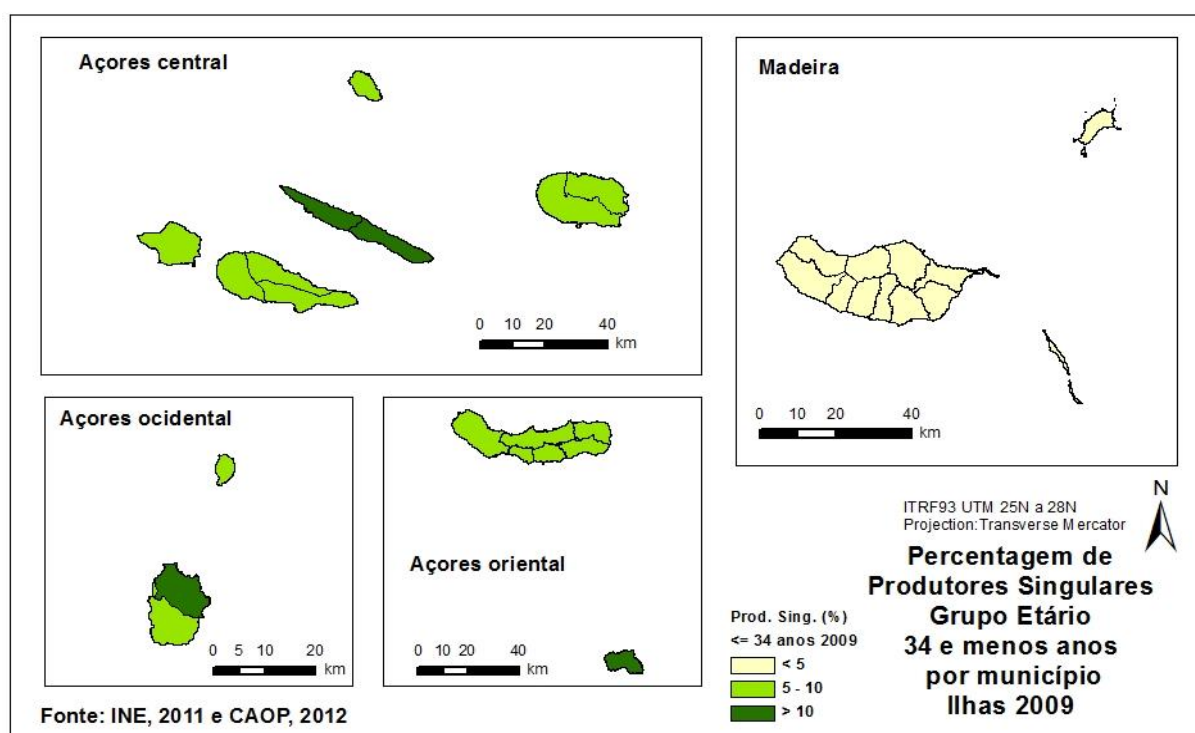 Açores central
0 10 20 40
km
Madeira
0 10 20 40
km
Açores ocidental
0 5 10 20
km
Açores oriental
0 10 20 40
km
N
ITRF93 UTM 25N a 28N
Projection:Transverse Mercator
Percentagem de
Produtores Singulares
Grupo Etário
34 e menos anos
por município
Ilhas 2009
Prod. Sing. (%)
<= 34 anos 2009
< 5
5 - 10
> 10
Fonte: INE, 2011 e CAOP, 2012